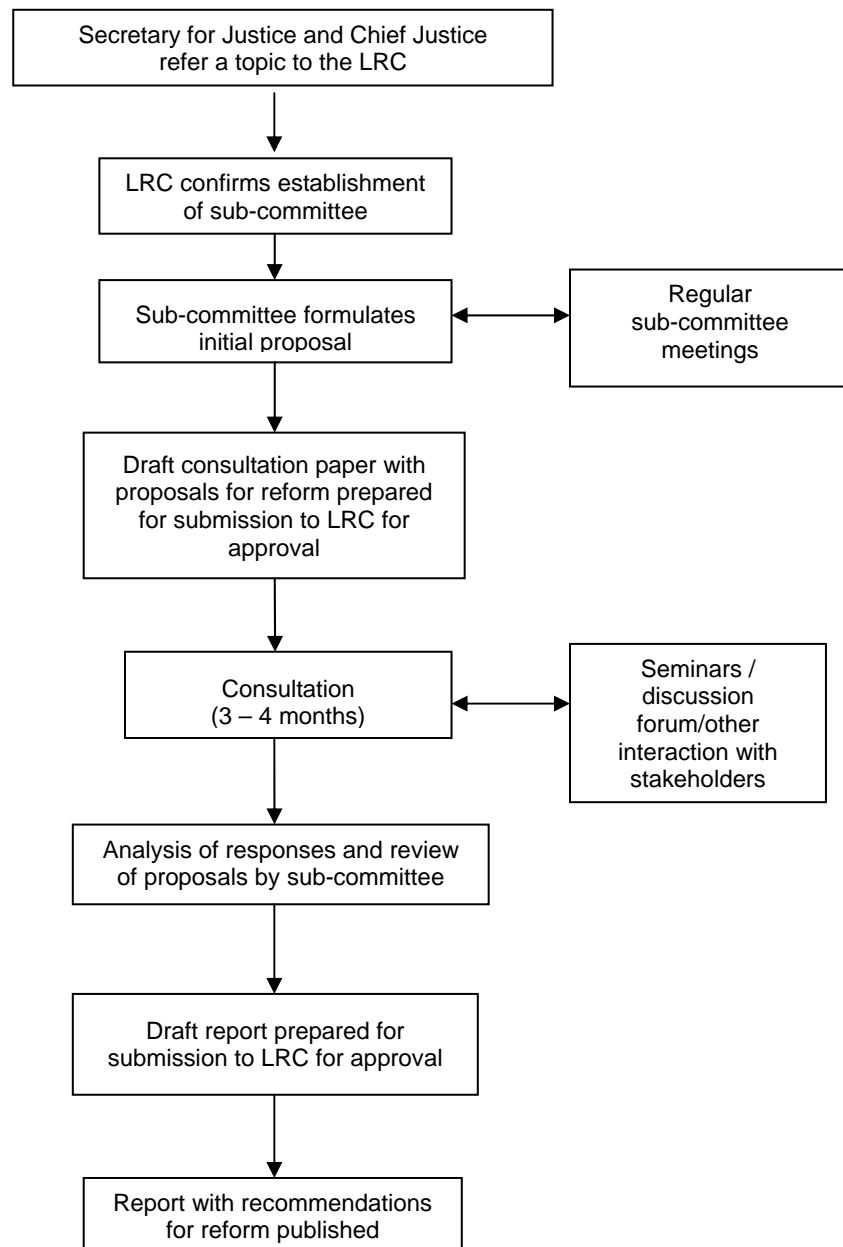 Secretary for Justice and Chief Justice
refer a topic to the LRC
LRC confirms establishment
of sub-committee
Sub-committee formulates
initial proposal
Regular
sub-committee
meetings
Draft consultation paper with
proposals for reform prepared
for submission to LRC for
approval
Consultation
(3 – 4 months)
Seminars /
discussion
forum/other
interaction with
stakeholders
Analysis of responses and review
of proposals by sub-committee
Draft report prepared for
submission to LRC for approval
Report with recommendations
for reform published